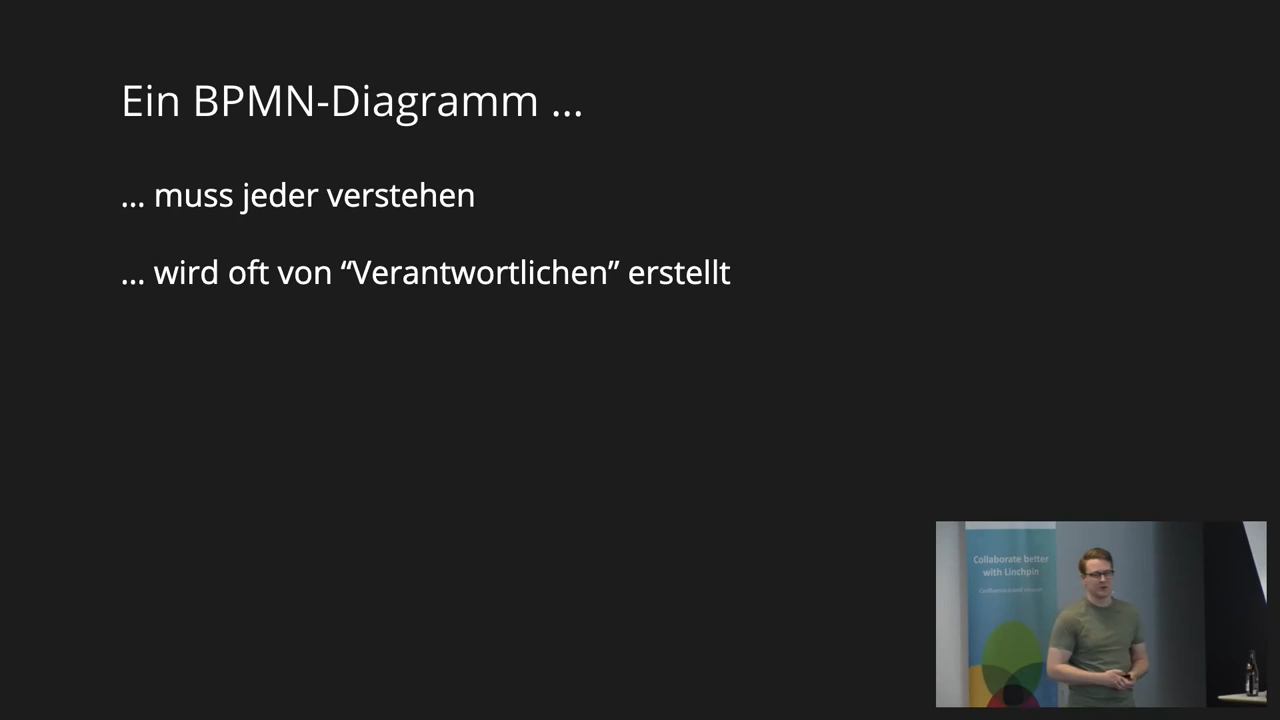 Ein BPMN-Diagramm ...
... muss jeder verstehen
... wird oft von “Verantwortlichen” erstellt
Collaborate better
with Linchpin